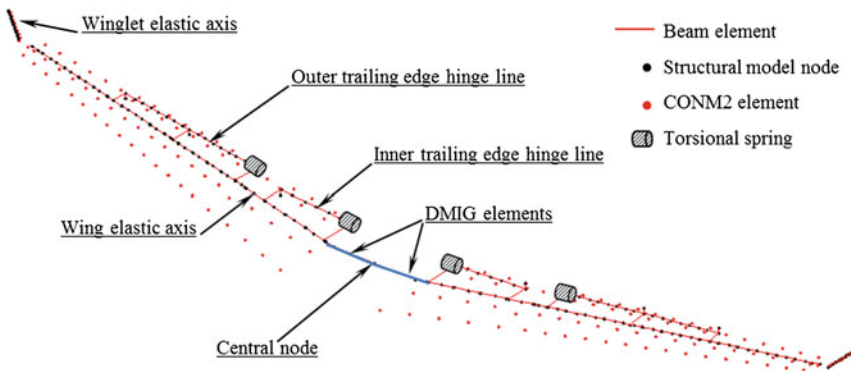 Winglet elastic axis
Outer trailing edge hinge line
Inner trailing edge hinge line
Wing elastic axis
DMIG elements
Central node
Beam element
Structural model node
CONM2 element
Torsional spring